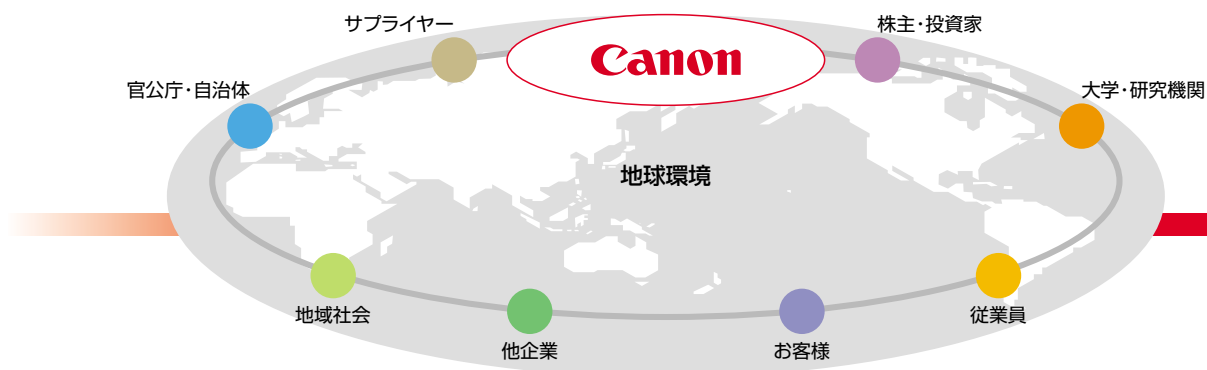 サプライヤー
Canon
株主・投資家
官公庁・自治体
大学・研究機関
地球環境
地域社会
他企業
お客様
従業員